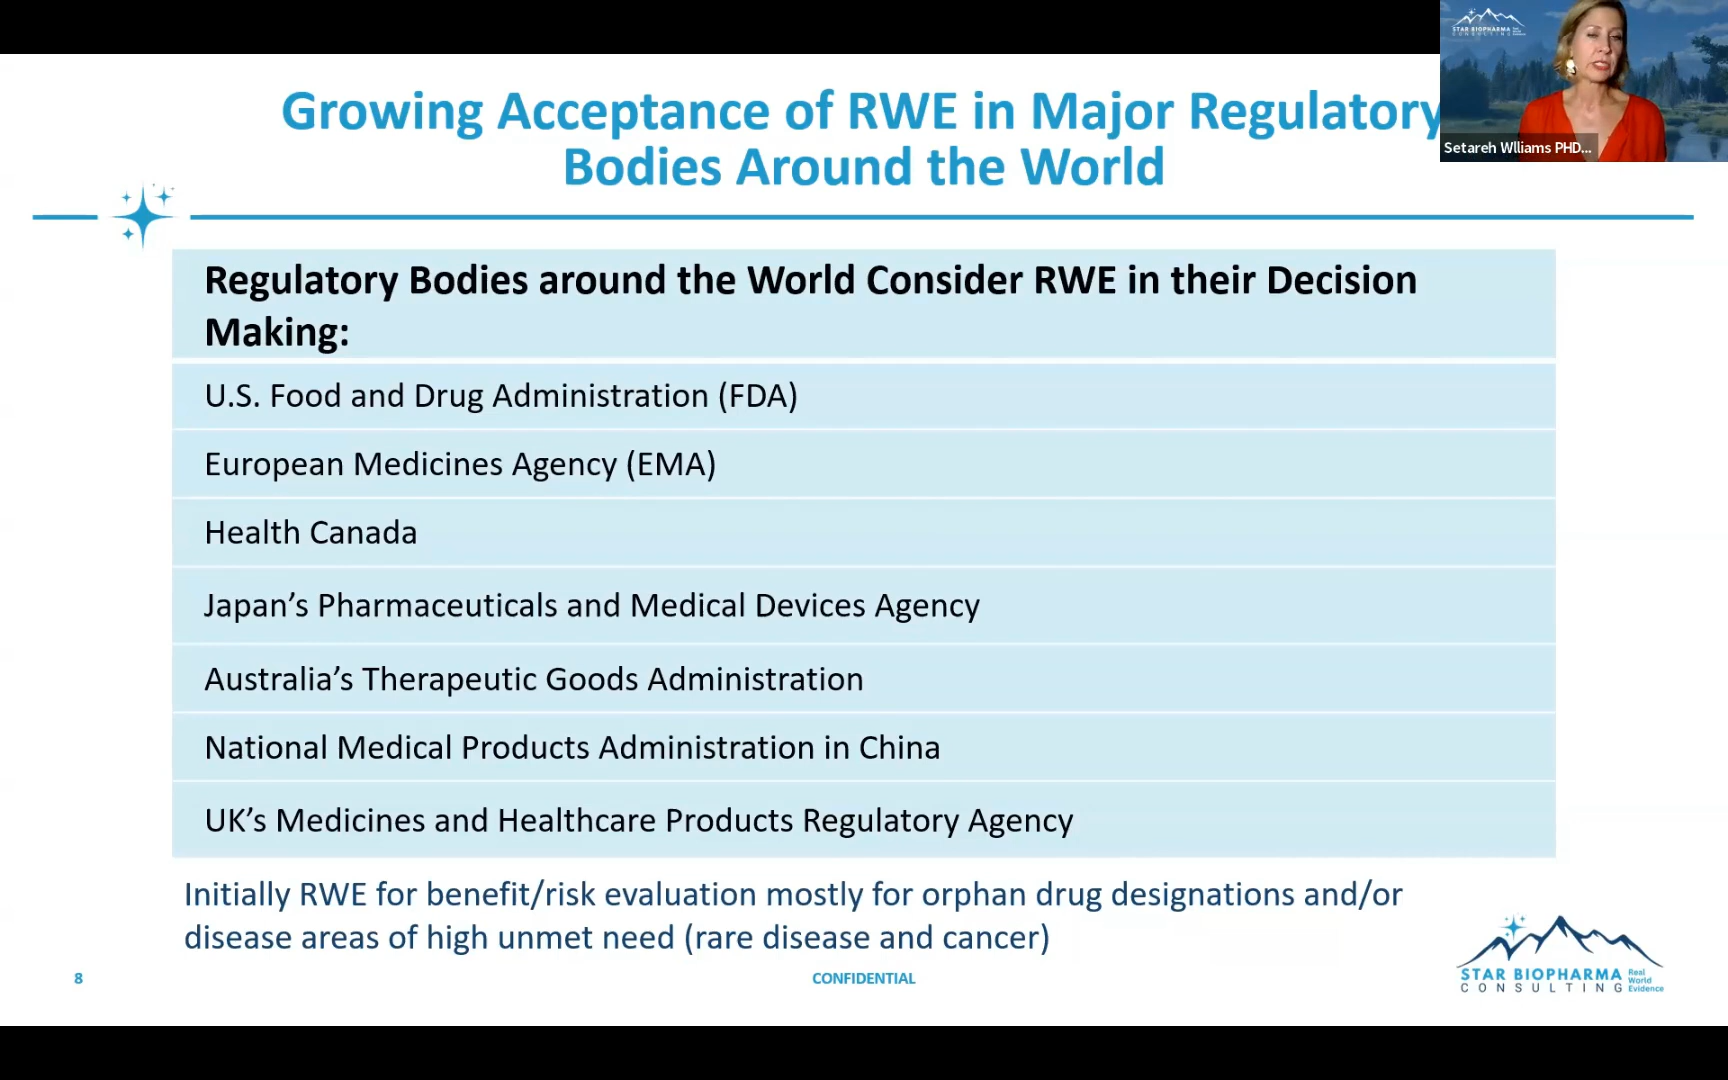 Growing Acceptance of RWE in Major Regulatory
Bodies Around the World
STAR BIOPHARMA
CONSULTING
Setareh Wlliams PHD...
Regulatory Bodies around the World Consider RWE in their Decision
Making:
U.S. Food and Drug Administration (FDA)
European Medicines Agency (EMA)
Health Canada
Japan’s Pharmaceuticals and Medical Devices Agency
Australia’s Therapeutic Goods Administration
National Medical Products Administration in China
UK’s Medicines and Healthcare Products Regulatory Agency
Initially RWE for benefit/risk evaluation mostly for orphan drug designations and/or
disease areas of high unmet need (rare disease and cancer)
8
CONFIDENTIAL
STAR BIOPHARMA
CONSULTING
Real
World
Evidence